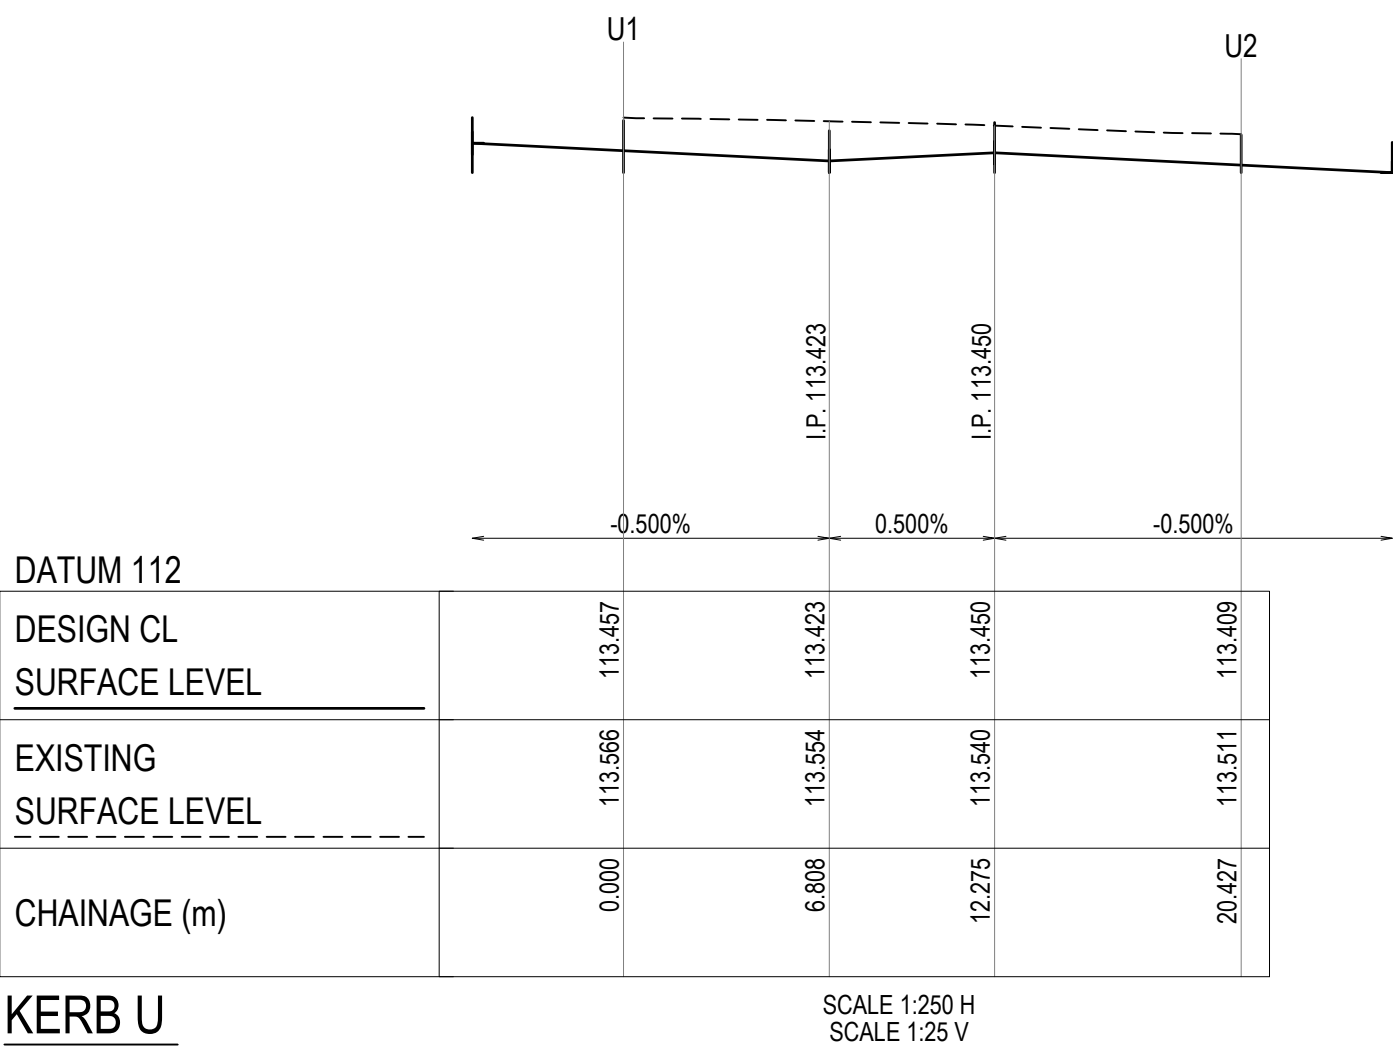 U1
U2
I.P. 113.423
I.P. 113.450
-0.500%
0.500%
-0.500%
DATUM 112
DESIGN CL
SURFACE LEVEL
113.457
113.423
113.450
113.409
EXISTING
SURFACE LEVEL
113.566
113.554
113.540
113.511
CHAINAGE (m)
0.000
6.808
12.275
20.427
KERB U
SCALE 1:250 H
SCALE 1:25 V